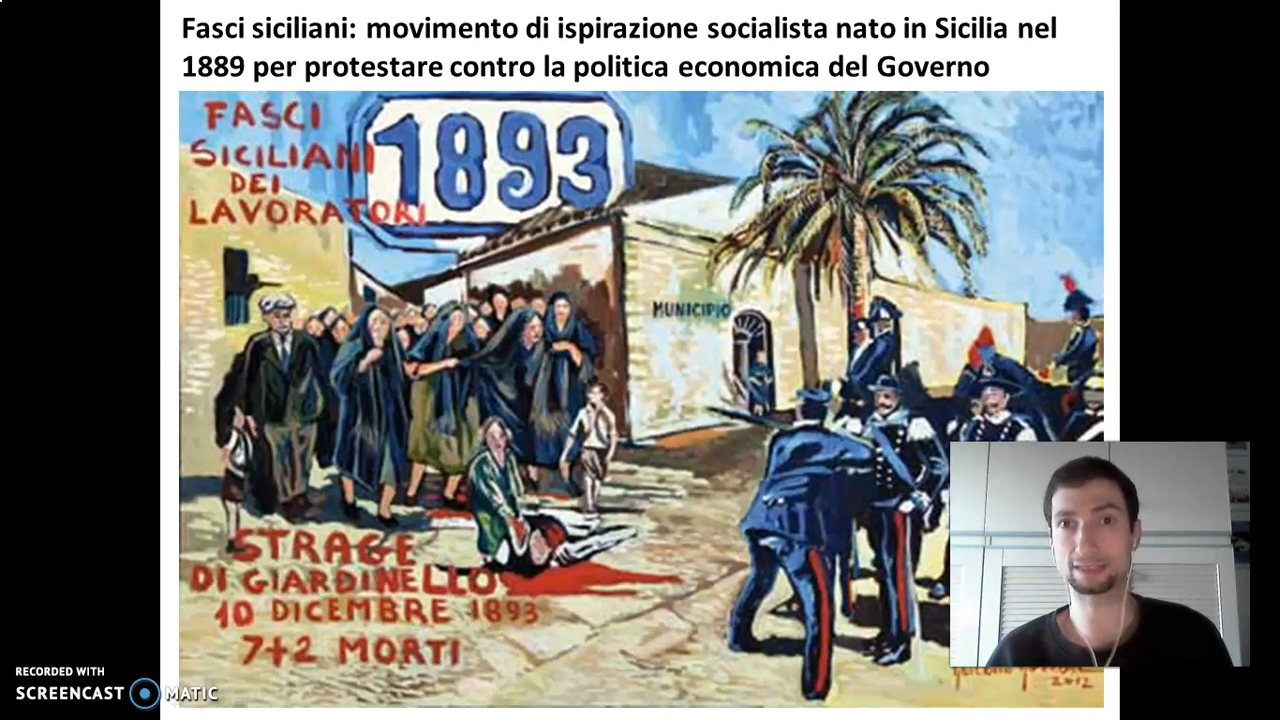 Fasci siciliani: movimento di ispirazione socialista nato in Sicilia nel
1889 per protestare contro la politica economica del Governo
FASCI
SICILIANI
DEI
LAVORATORI
1893
MUNICIPIO
STRAGE
DI GIARDINELLO
10 DICEMBRE 1893
7+2 MORTI
2012
RECORDED WITH
SCREENCAST MATIC